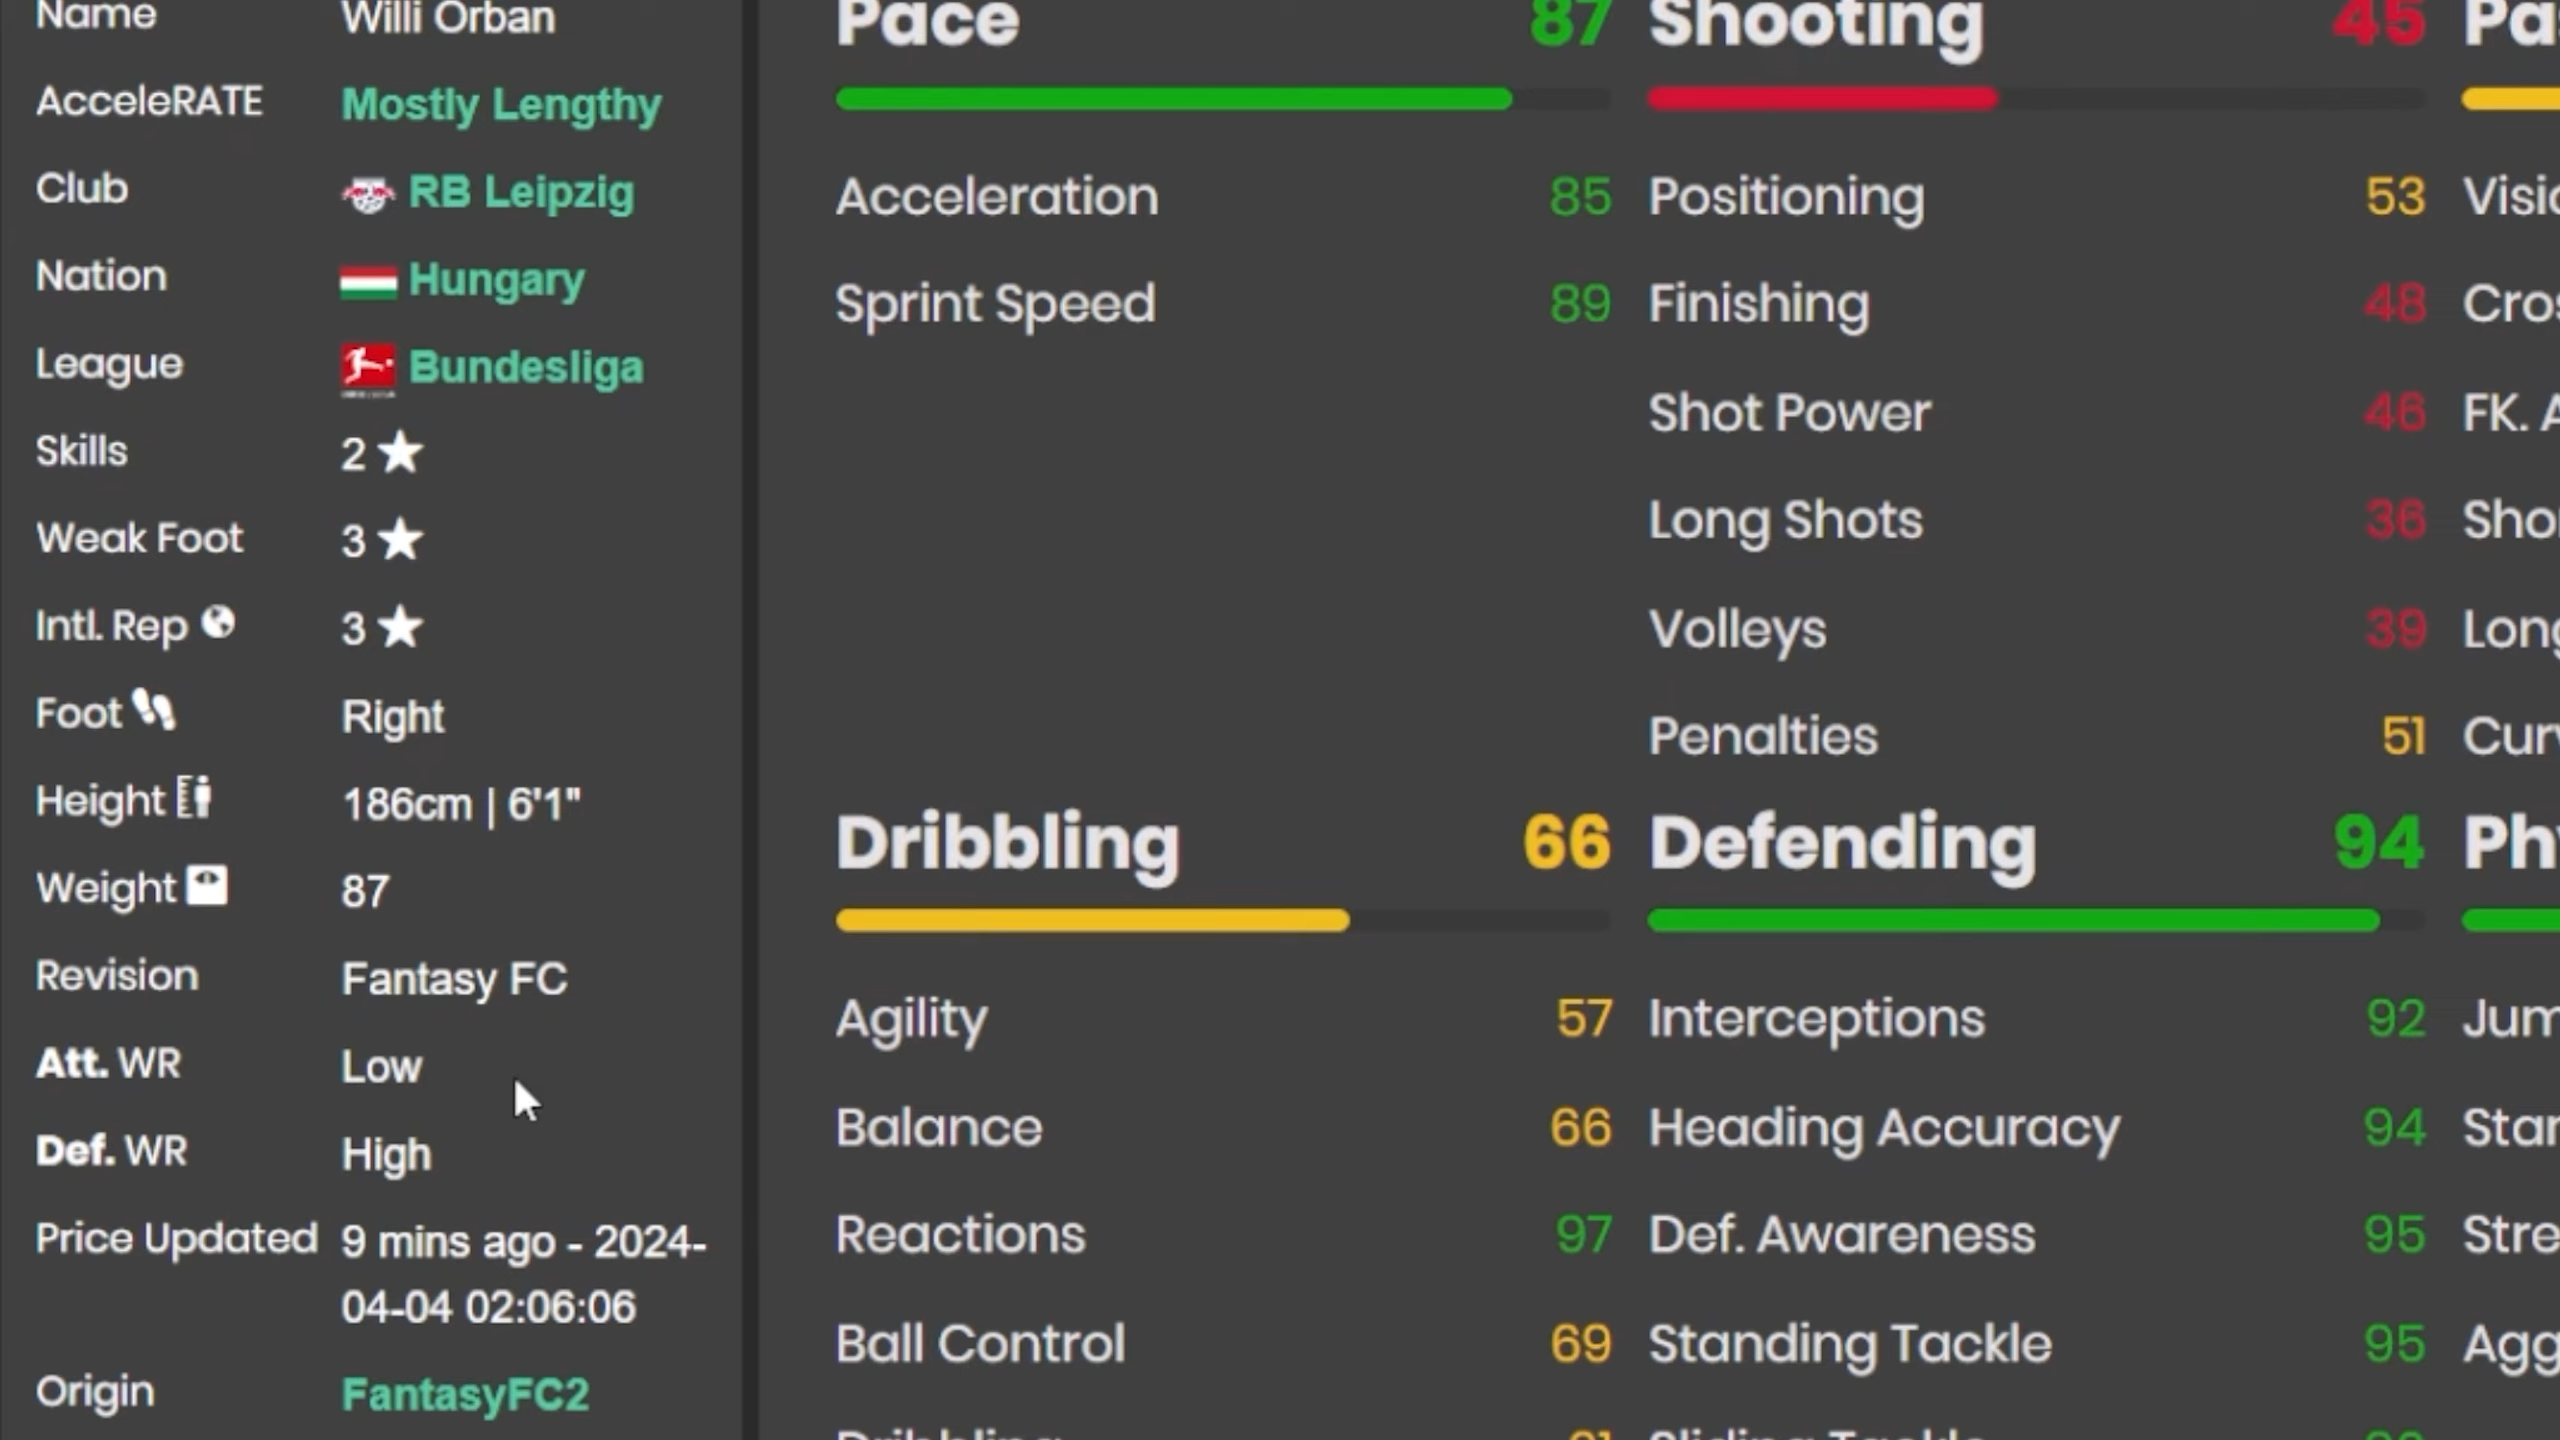 Name Willi Orban
AcceleRATE Mostly Lengthy
Club RB Leipzig
Nation Hungary
League Bundesliga
Skills 2
Weak Foot 3
Intl. Rep 3
Foot Right
Height 186cm | 6'1"
Weight 87
Revision Fantasy FC
Att. WR Low
Def. WR High
Price Updated 9 mins ago - 2024-
04-04 02:06:06
Origin FantasyFC2
Pace 87
Acceleration 85
Sprint Speed 89
Shooting 45
Positioning 53
Finishing 48
Shot Power 46
Long Shots 36
Volleys 39
Penalties 51
FK.
Dribbling 66
Agility 57
Balance 66
Reactions 97
Ball Control 69
Defending 94
Interceptions 92
Heading Accuracy 94
Def. Awareness 95
Standing Tackle 95